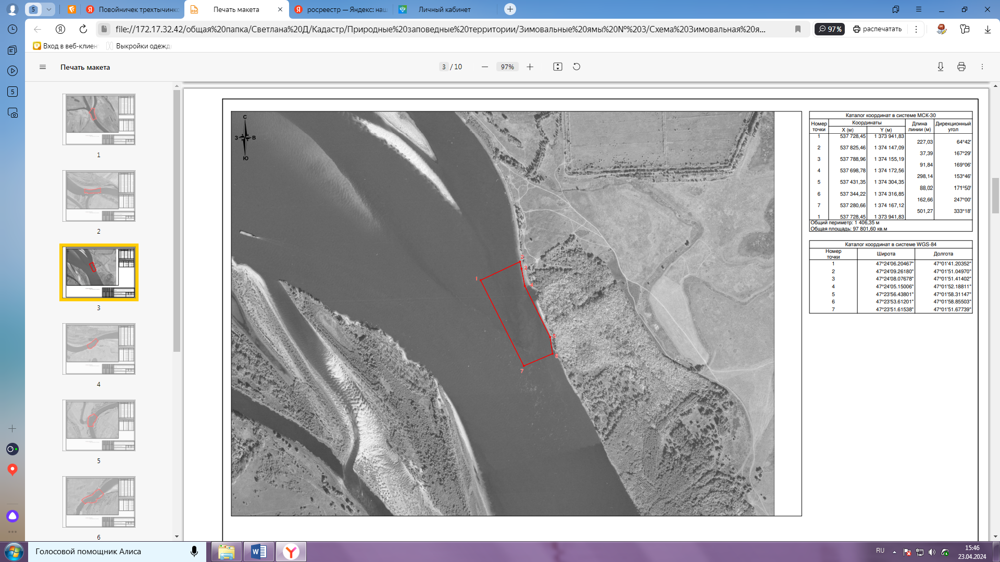 5
Повойничек трехтычинк
Печать макета
росреестр — Яндекс: наш
Личный кабинет
file://172.17.32.42/общая%20папка/Светлана%20Д/Кадастр/Природные%20заповедные%20территории/Зимовальные%20ямы%20№%203/Схема%20Зимовальная%20я...
97%
распечатать
Вход в веб-клиен
Выкройки одежд
Печать макета
3 / 10
97%
5
1
2
3
4
5
6
С
З
В
Ю
1
2
3
4
5
6
7
Каталог координат в системе МСК-30
Номер точки Координаты Длина линии (м) Дирекционный угол
X (м) Y (м)
1 537 728,45 1 373 941,83
227,03 64°42'
2 537 825,46 1 374 147,09
37,39 167°29'
3 537 788,96 1 374 155,19
91,84 169°06'
4 537 698,78 1 374 172,56
298,14 153°46'
5 537 431,35 1 374 304,35
88,02 171°50'
6 537 344,22 1 374 316,85
162,66 247°00'
7 537 280,66 1 374 167,12
501,27 333°18'
1 537 728,45 1 373 941,83
Общий периметр: 1 406,35 м
Общая площадь: 97 801,60 кв.м
Каталог координат в системе WGS-84
Номер точки Широта Долгота
1 47°24'06.20467" 47°01'41.20352"
2 47°24'09.26180" 47°01'51.04970"
3 47°24'08.07678" 47°01'51.41402"
4 47°24'05.15006" 47°01'52.18811"
5 47°23'56.43801" 47°01'58.31147"
6 47°23'53.61201" 47°01'58.85503"
7 47°23'51.61538" 47°01'51.67739"
Голосовой помощник Алиса
RU
15:46
23.04.2024